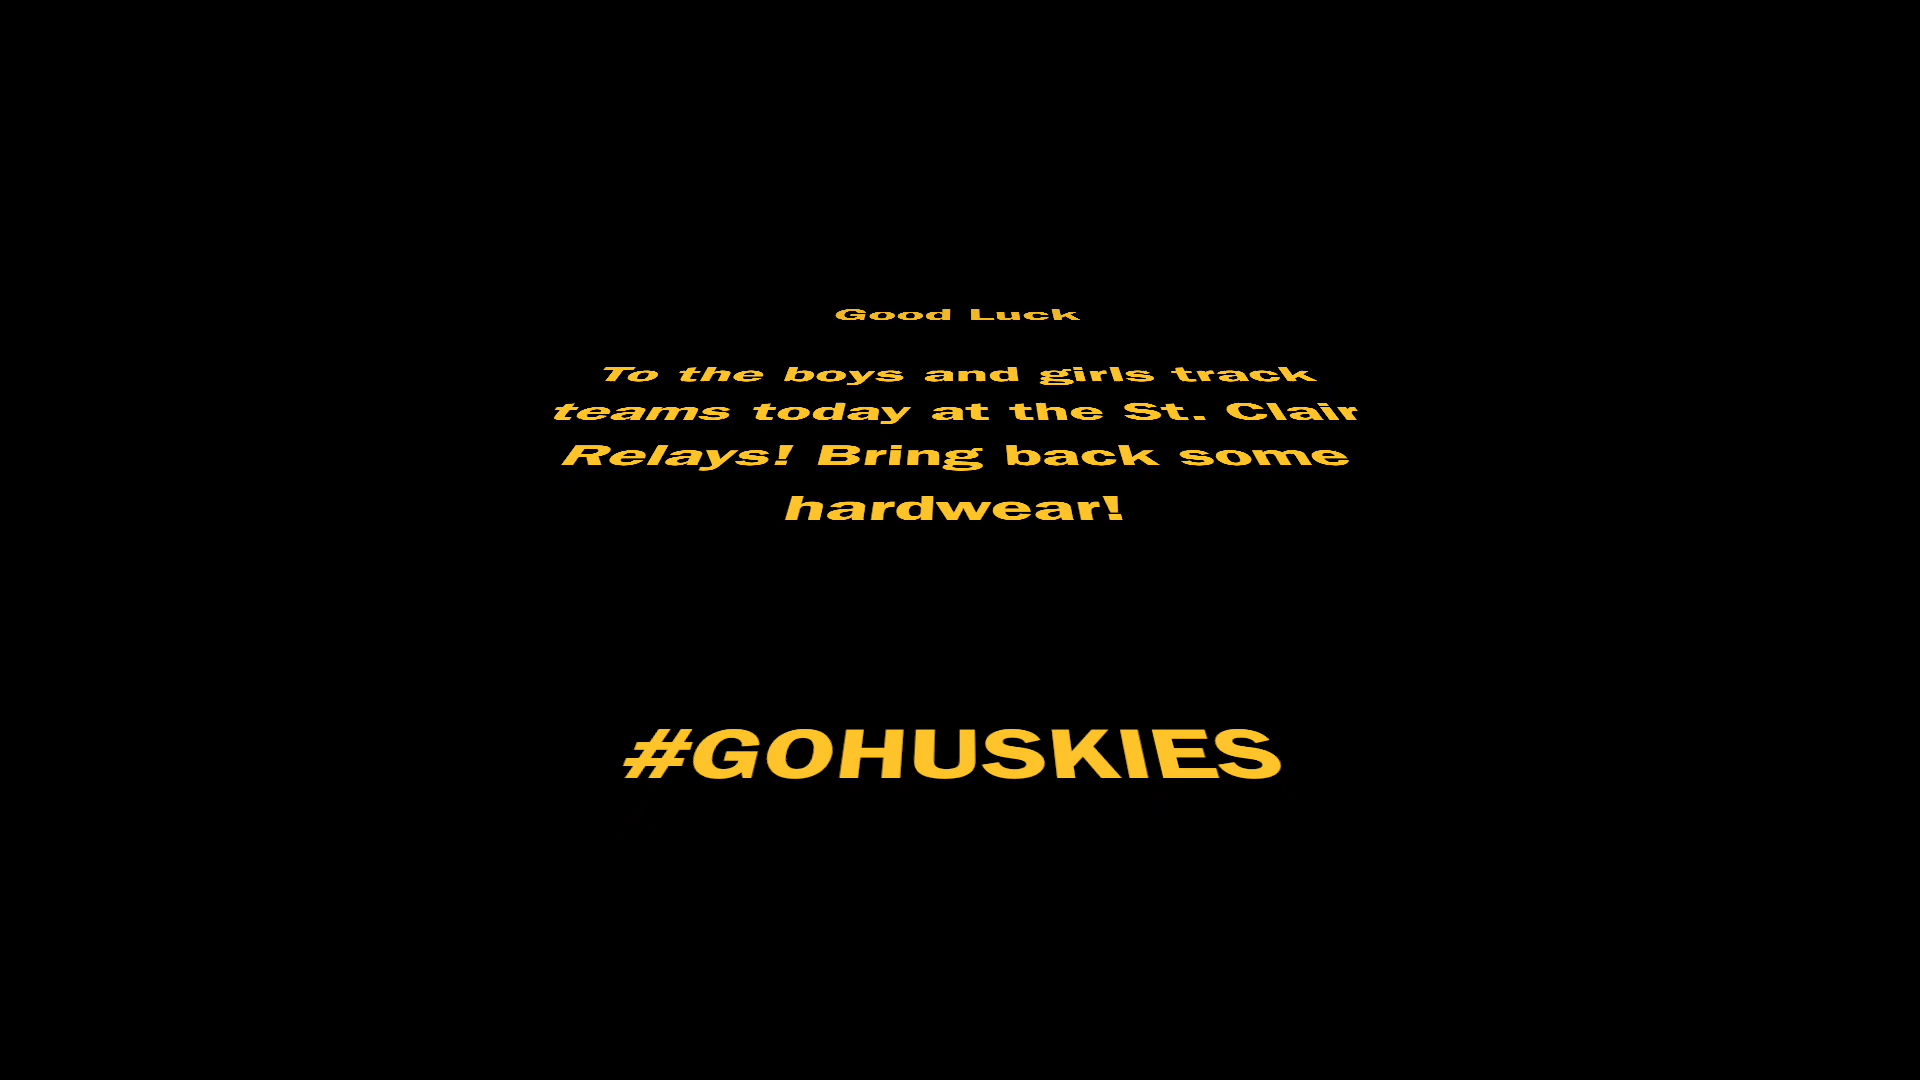 Good Luck
To the boys and girls track
teams today at the St. Clair
Relays! Bring back some
hardwear!
#GOHUSKIES